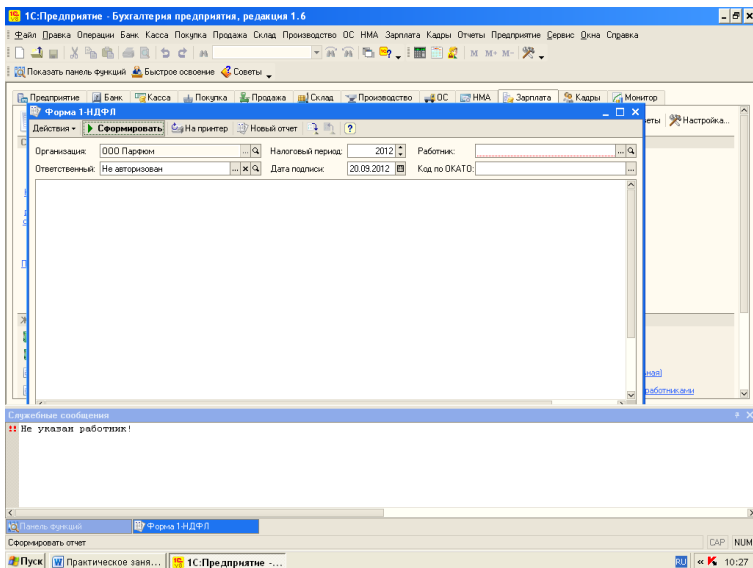 1С:Предприятие - Бухгалтерия предприятия, редакция 1.6
Файл Правка Операции Банк Касса Покупка Продажа Склад Производство ОС НМА Зарплата Кадры Отчеты Предприятие Сервис Окна Справка
M M+ M-
Показать панель функций Быстрое освоение Советы
Предприятие Банк Касса Покупка Продажа Склад Производство ОС НМА Зарплата Кадры Монитор
Форма 1-НДФЛ
еты Настройка...
Действия Сформировать На принтер Новый отчет ?
Организация: ООО Парфюм ... Налоговый период: 2012 Работник: ...
Ответственный: Не авторизован ... x Дата подписи: 20.09.2012 Код по ОКАТО: ...
ьная)
работниками
Служебные сообщения
!! Не указан работник!
Панель функций Форма 1-НДФЛ
Сформировать отчет CAP NUM
Пуск Практическое заня... 1С:Предприятие -... RU « K 10:27